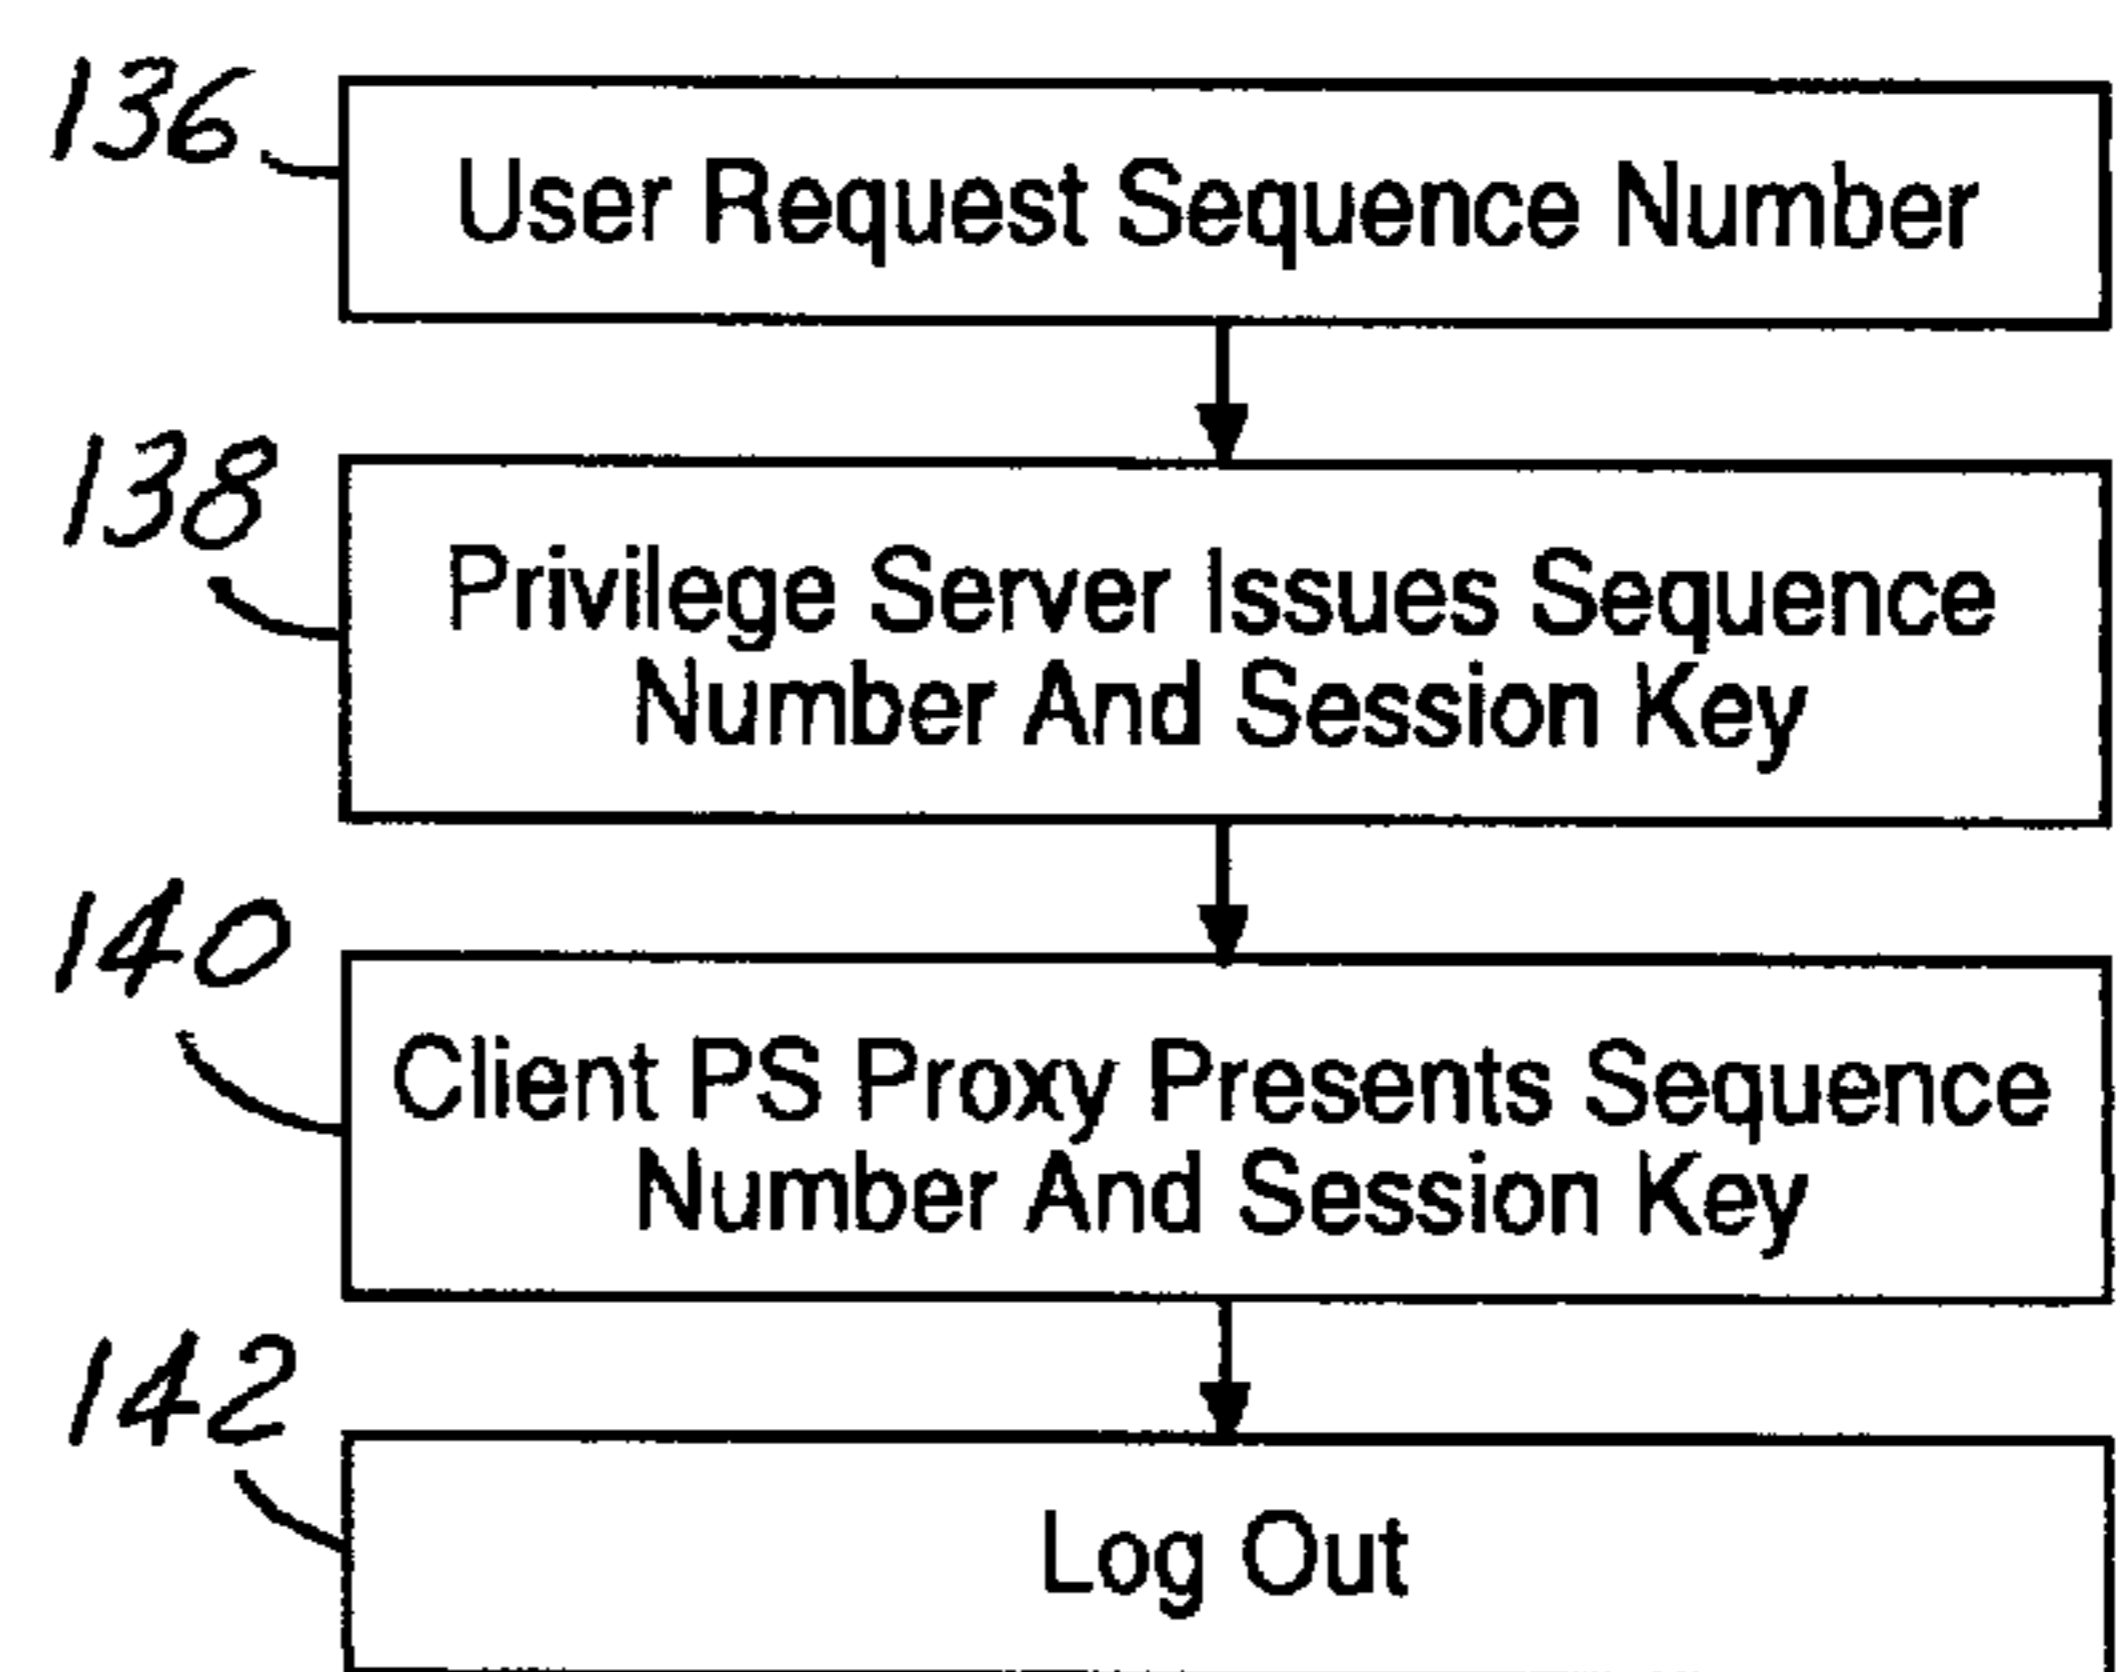 136
User Request Sequence Number
138
Privilege Server Issues Sequence
Number And Session Key
140
Client PS Proxy Presents Sequence
Number And Session Key
142
Log Out